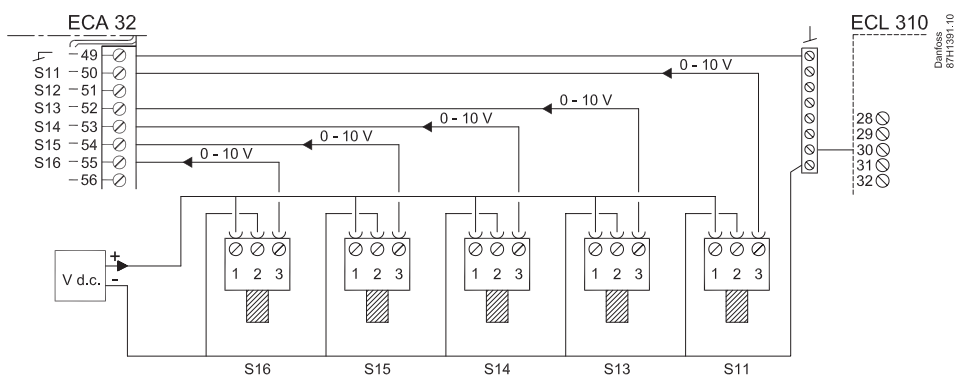 ECA 32
ECL 310
Danfoss
87H1391.10
49
S11 50 0 - 10 V
S12 51
S13 52 0 - 10 V
S14 53 0 - 10 V
S15 54 0 - 10 V
S16 55 0 - 10 V
56
28
29
30
31
32
V d.c. + -
1 2 3
1 2 3
1 2 3
1 2 3
1 2 3
S16 S15 S14 S13 S11